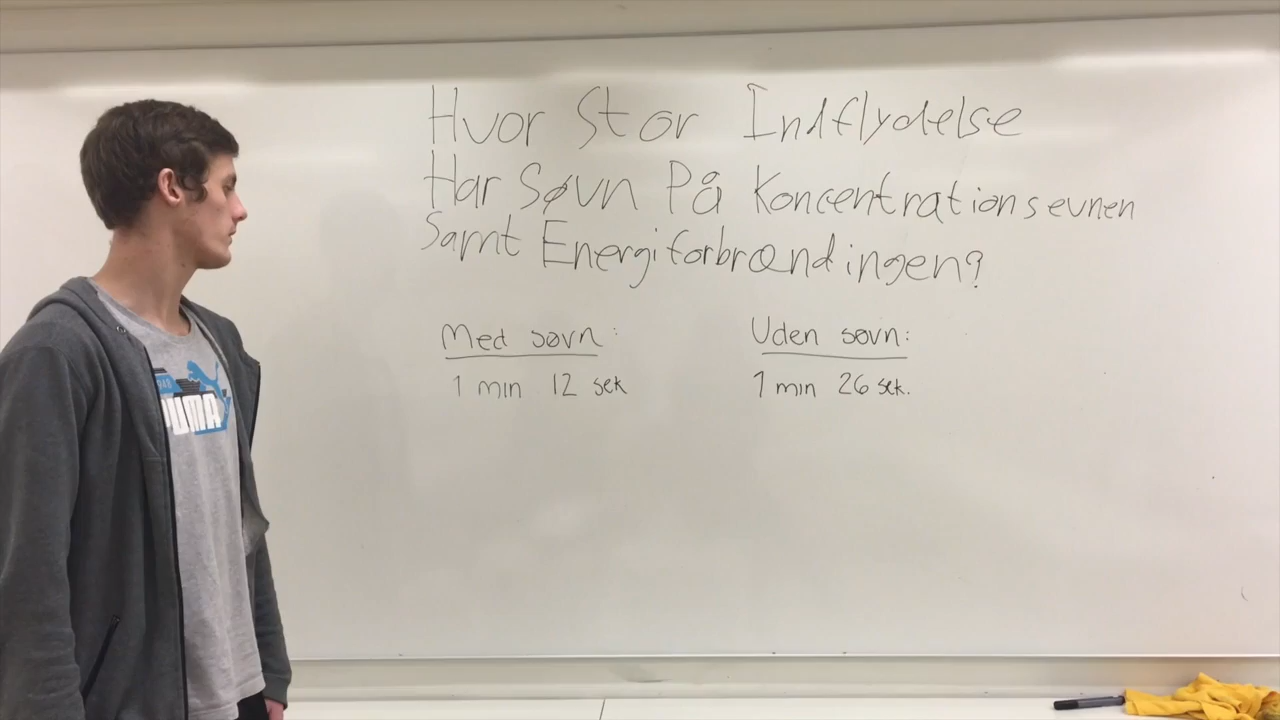 Hvor Stor Indflydelse
Har Søvn På Koncentrationsevnen
Samt Energiforbrændingen?
Med søvn:
1 min 12 sek
Uden søvn:
1 min 26 sek.
PUMA